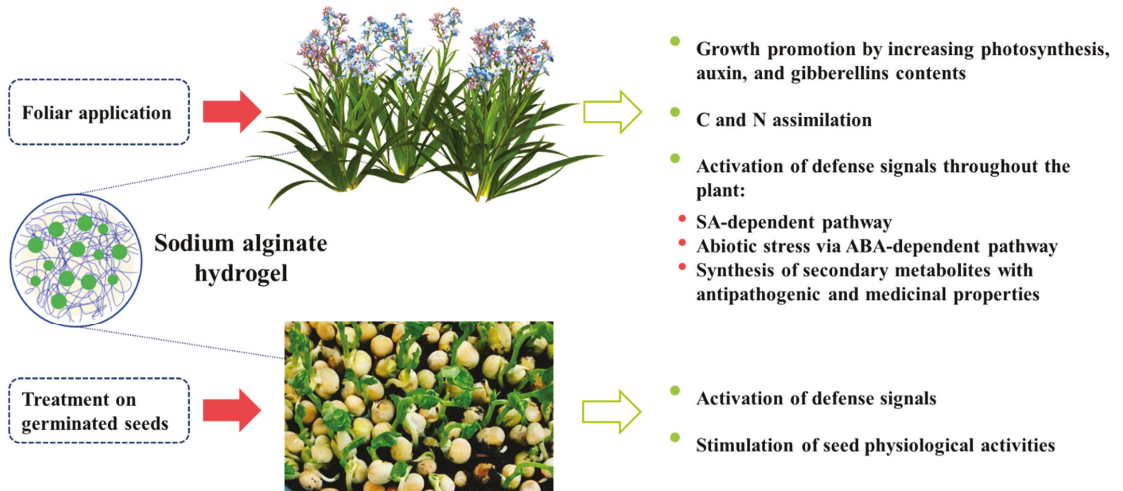 Foliar application
Growth promotion by increasing photosynthesis,
auxin, and gibberellins contents
C and N assimilation
Activation of defense signals throughout the
plant:
SA-dependent pathway
Abiotic stress via ABA-dependent pathway
Synthesis of secondary metabolites with
antipathogenic and medicinal properties
Sodium alginate
hydrogel
Treatment on
germinated seeds
Activation of defense signals
Stimulation of seed physiological activities